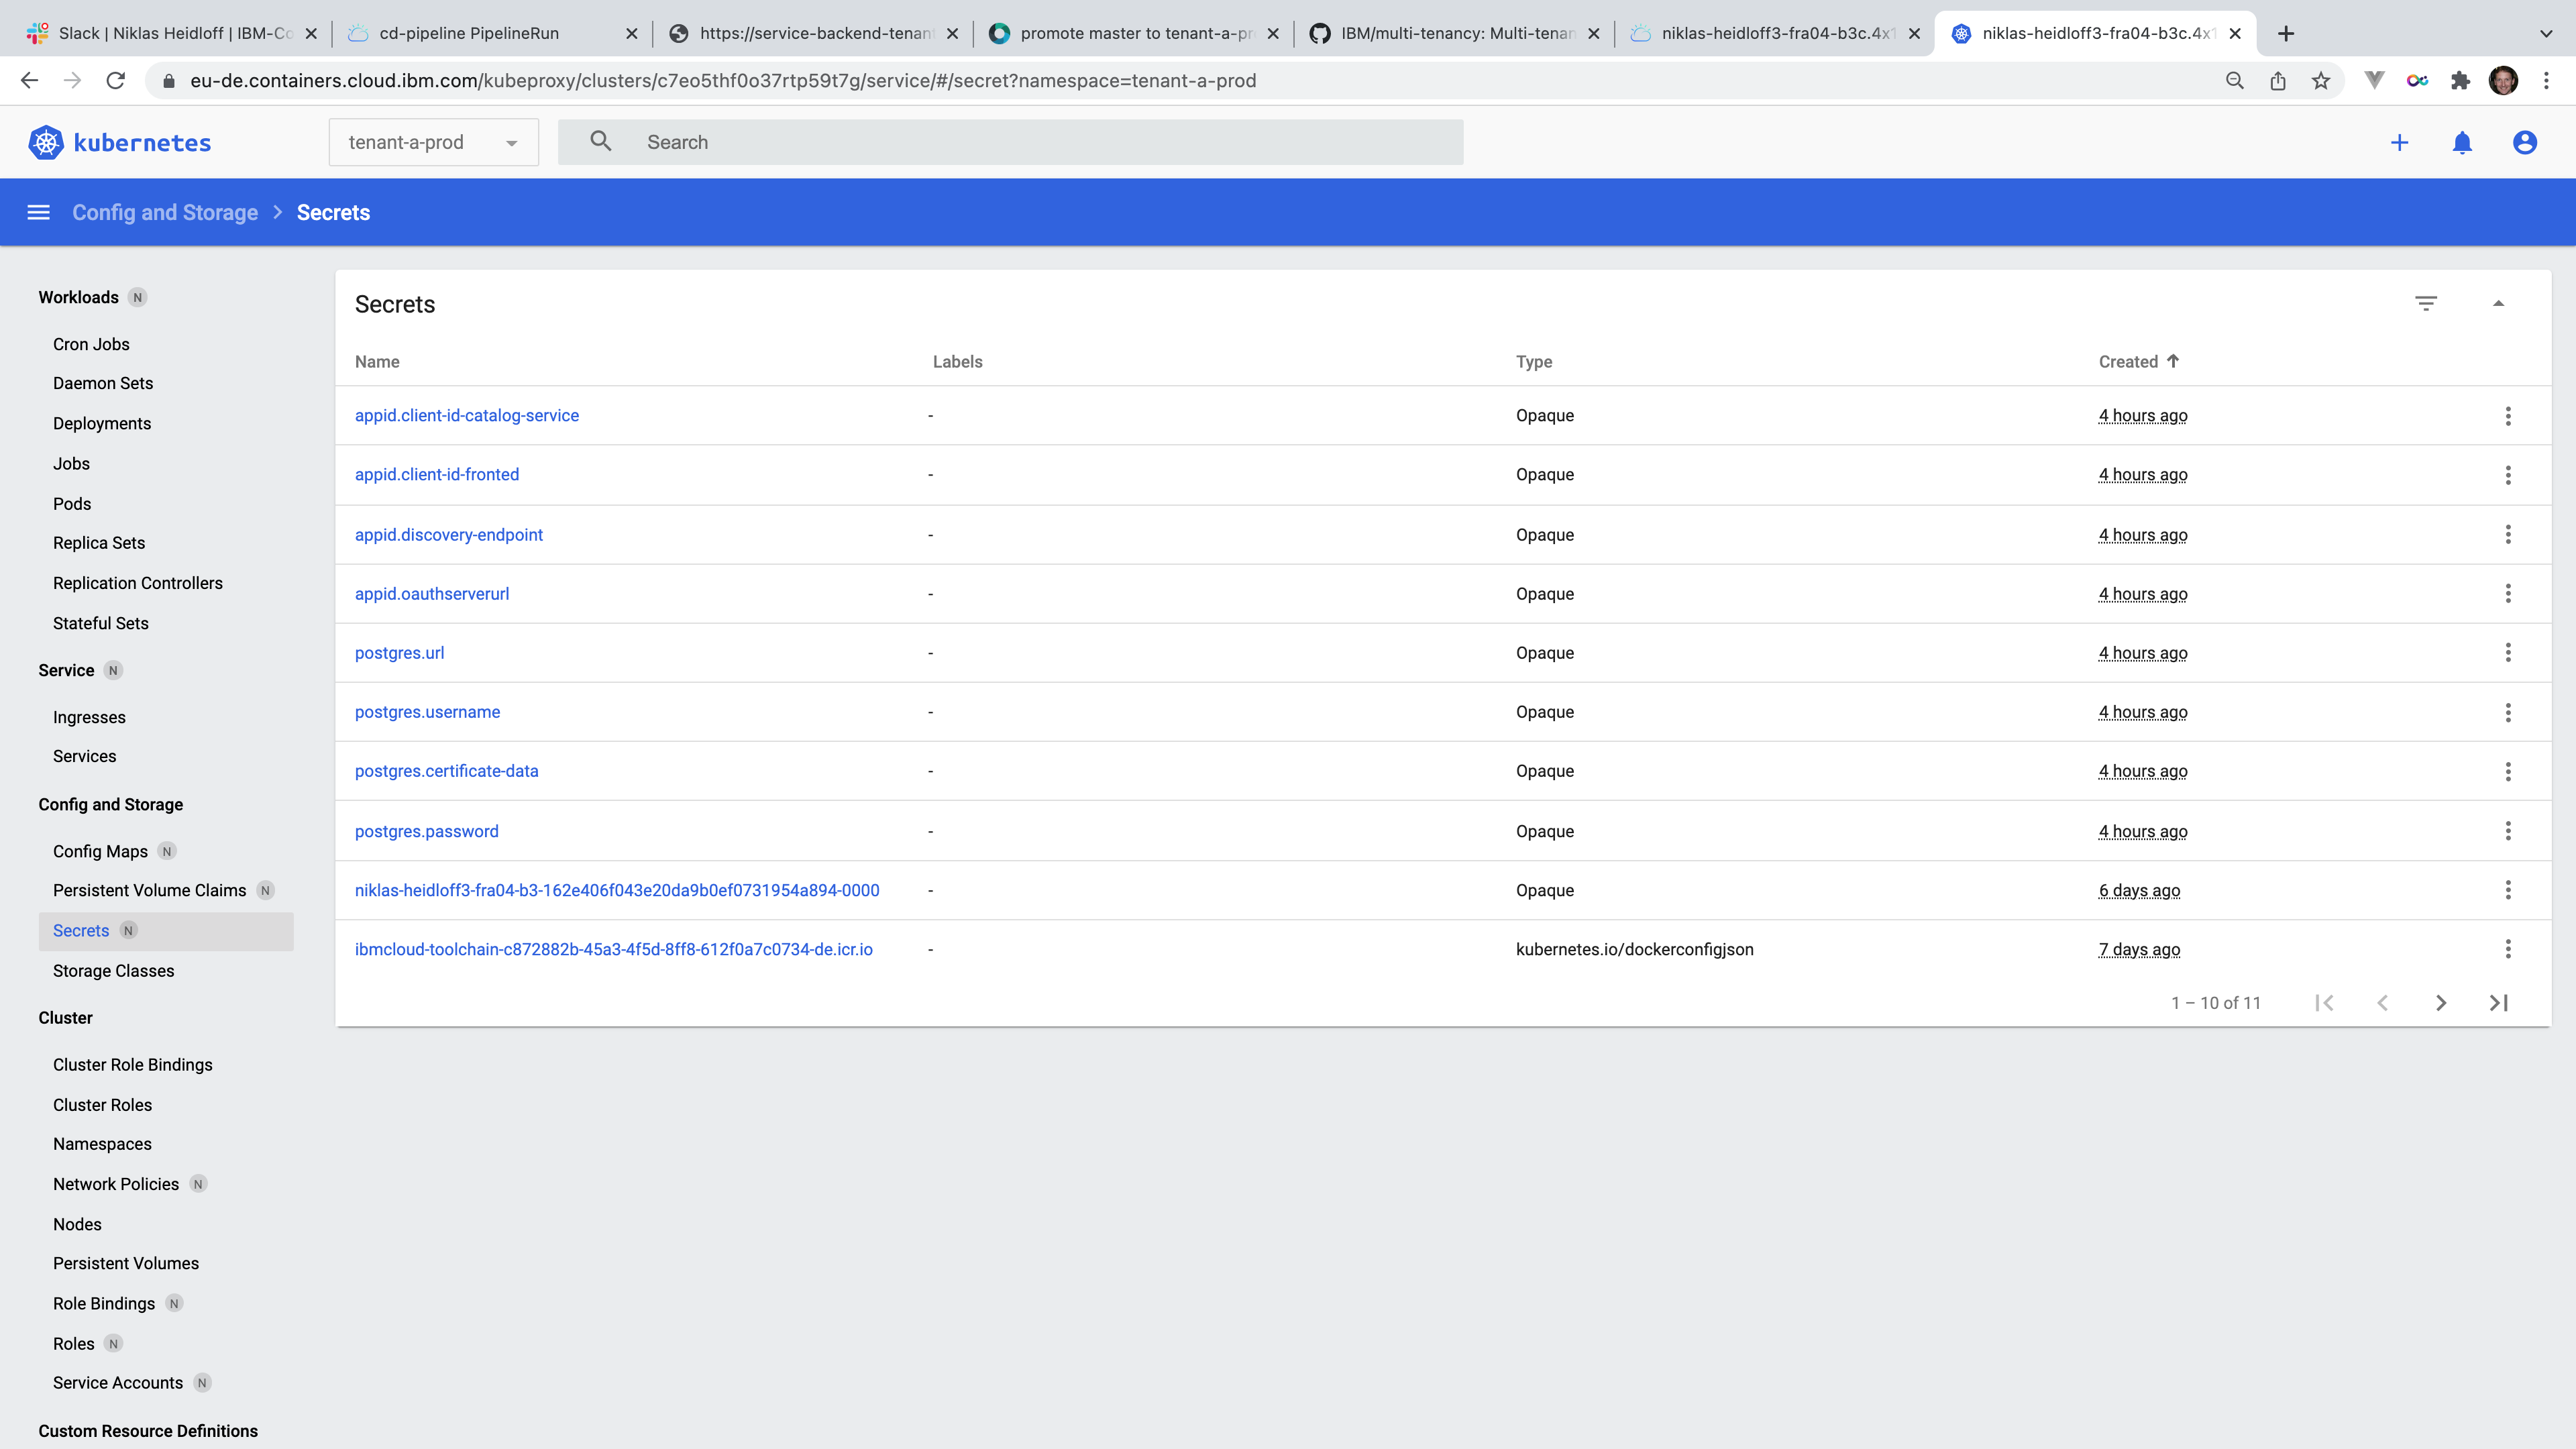 Slack | Niklas Heidloff | IBM-Co
cd-pipeline PipelineRun
https://service-backend-tenant
promote master to tenant-a-pr
IBM/multi-tenancy: Multi-tenan
niklas-heidloff3-fra04-b3c.4x1
niklas-heidloff3-fra04-b3c.4x1
eu-de.containers.cloud.ibm.com/kubeproxy/clusters/c7eo5thf0o37rtp59t7g/service/#/secret?namespace=tenant-a-prod
kubernetes
tenant-a-prod
Search
Config and Storage > Secrets
Workloads N
Cron Jobs
Daemon Sets
Deployments
Jobs
Pods
Replica Sets
Replication Controllers
Stateful Sets
Service N
Ingresses
Services
Config and Storage
Config Maps N
Persistent Volume Claims N
Secrets N
Storage Classes
Cluster
Cluster Role Bindings
Cluster Roles
Namespaces
Network Policies N
Nodes
Persistent Volumes
Role Bindings N
Roles N
Service Accounts N
Custom Resource Definitions
Secrets
Name Labels Type Created
appid.client-id-catalog-service - Opaque 4 hours ago
appid.client-id-fronted - Opaque 4 hours ago
appid.discovery-endpoint - Opaque 4 hours ago
appid.oauthserverurl - Opaque 4 hours ago
postgres.url - Opaque 4 hours ago
postgres.username - Opaque 4 hours ago
postgres.certificate-data - Opaque 4 hours ago
postgres.password - Opaque 4 hours ago
niklas-heidloff3-fra04-b3-162e406f043e20da9b0ef0731954a894-0000 - Opaque 6 days ago
ibmcloud-toolchain-c872882b-45a3-4f5d-8ff8-612f0a7c0734-de.icr.io - kubernetes.io/dockerconfigjson 7 days ago
1 – 10 of 11